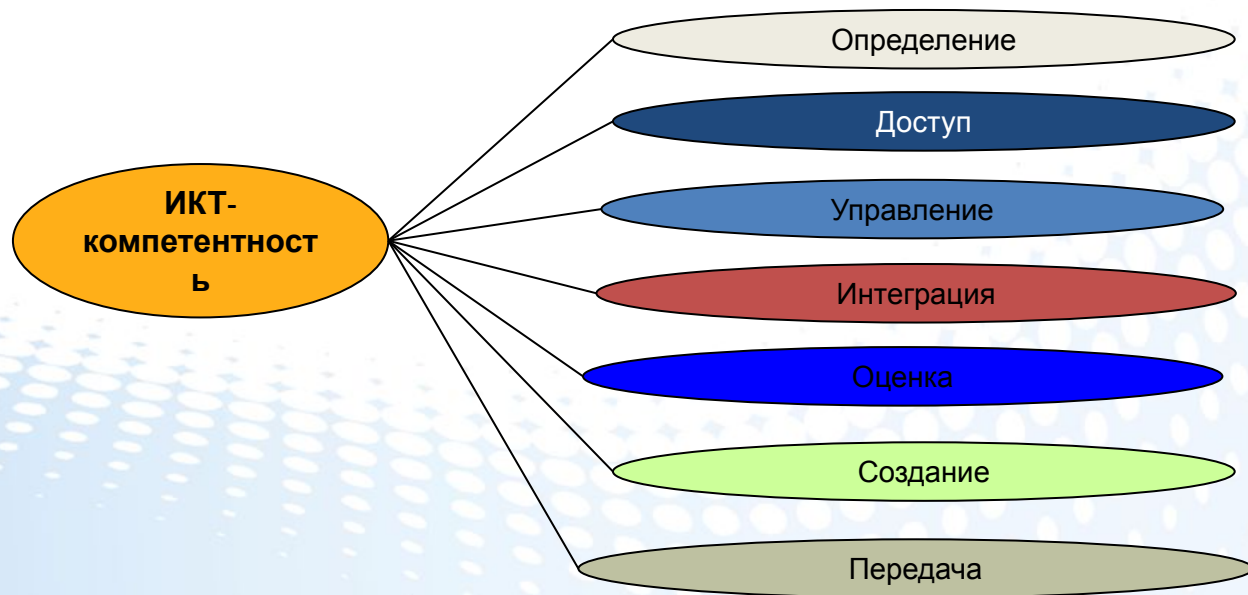 ИКТ-
компетентност
ь
Определение
Доступ
Управление
Интеграция
Оценка
Создание
Передача